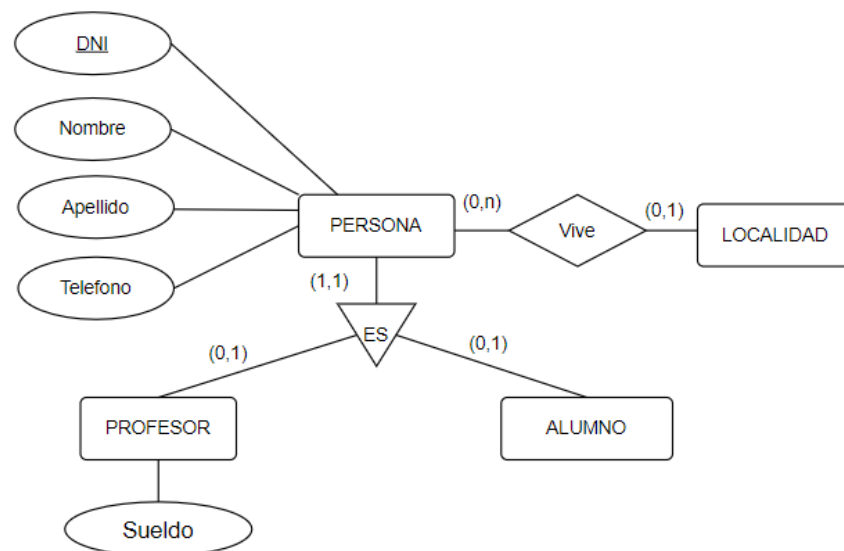 DNI
Nombre
Apellido
Telefono
PERSONA
(0,n)
Vive
(0,1)
LOCALIDAD
(1,1)
ES
(0,1)
(0,1)
PROFESOR
ALUMNO
Sueldo